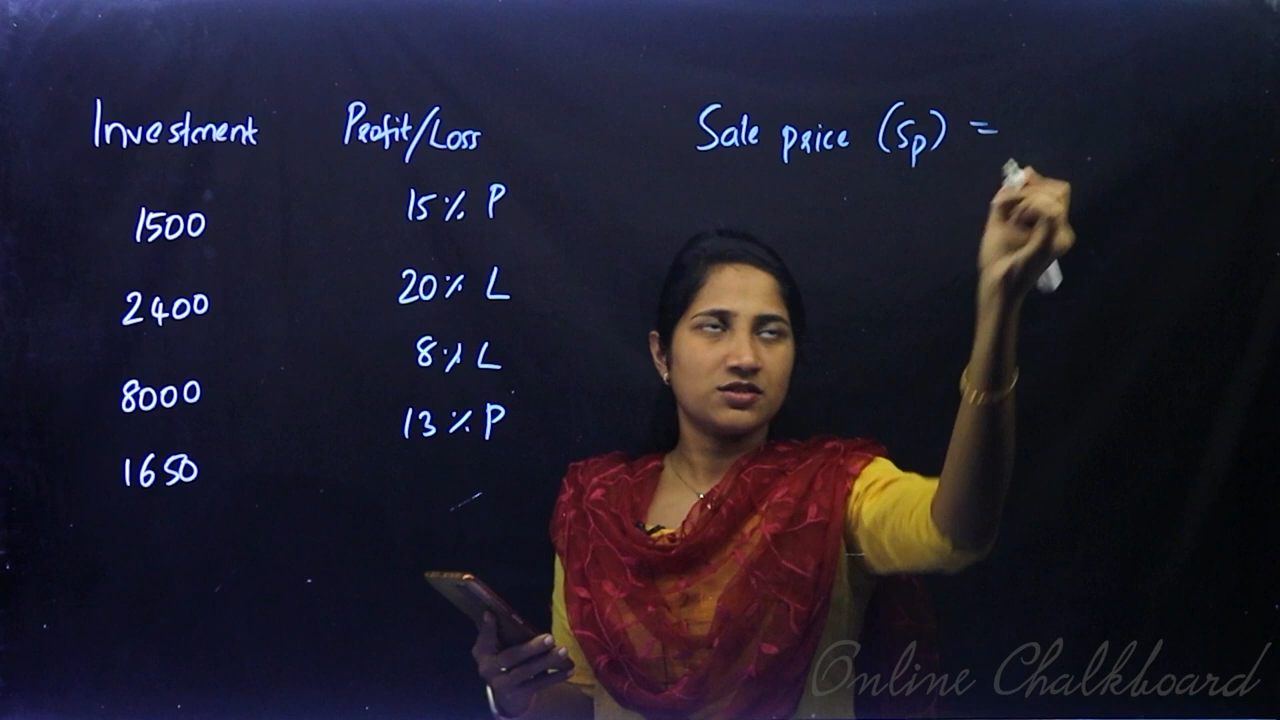 Investment Profit/Loss Sale price (Sp) =
1500 15% P
2400 20% L
8000 8% L
1650 13% P
Online Chalkboard